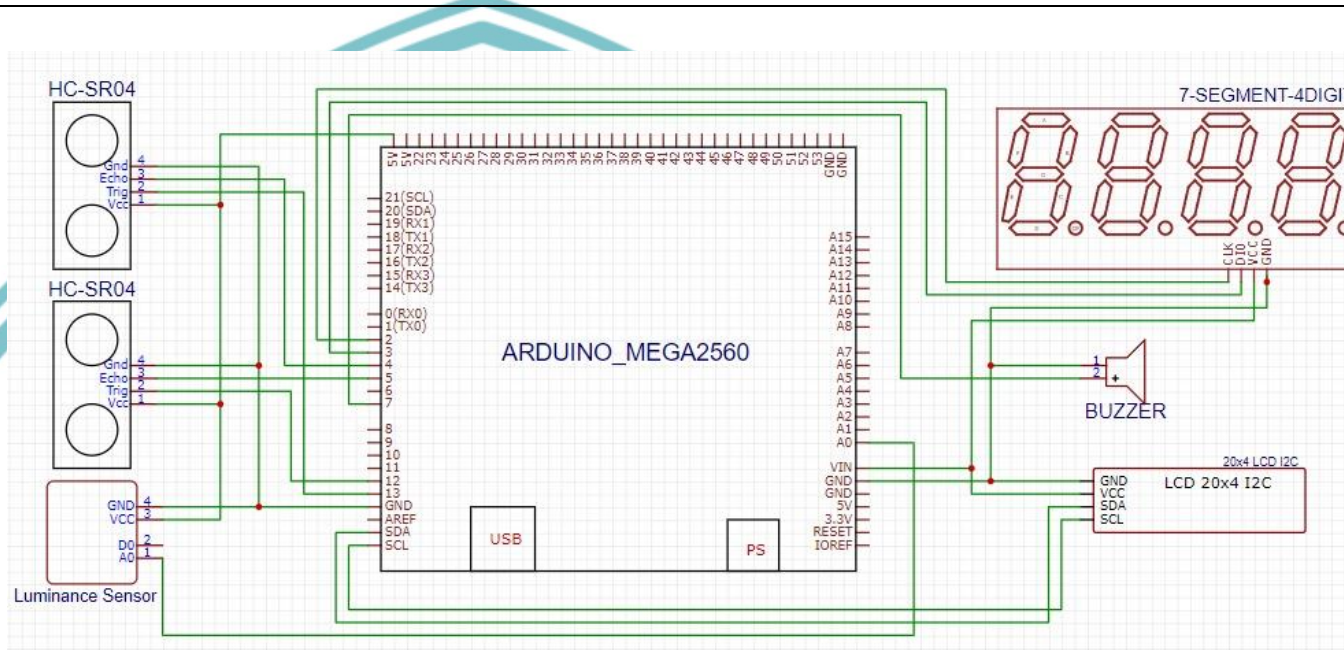 HC-SR04
Gnd 4
Echo 3
Trig 2
Vcc 1
HC-SR04
Gnd 4
Echo 3
Trig 2
Vcc 1
GND 4
VCC 3
D0 2
A0 1
Luminance Sensor
5V 5V 22 23 24 25 26 27 28 29 30 31 32 33 34 35 36 37 38 39 40 41 42 43 44 45 46 47 48 49 50 51 52 53 GND GND
21(SCL)
20(SDA)
19(RX1)
18(TX1)
17(RX2)
16(TX2)
15(RX3)
14(TX3)
0(RX0)
1(TX0)
2
3
4
5
6
7
8
9
10
11
12
13
GND
AREF
SDA
SCL
ARDUINO_MEGA2560
USB
PS
A15
A14
A13
A12
A11
A10
A9
A8
A7
A6
A5
A4
A3
A2
A1
A0
VIN
GND
GND
5V
3.3V
RESET
IOREF
7-SEGMENT-4DIGI
CLK
DIO
VCC
GND
1
2 +
BUZZER
20x4 LCD I2C
LCD 20x4 I2C
GND
VCC
SDA
SCL